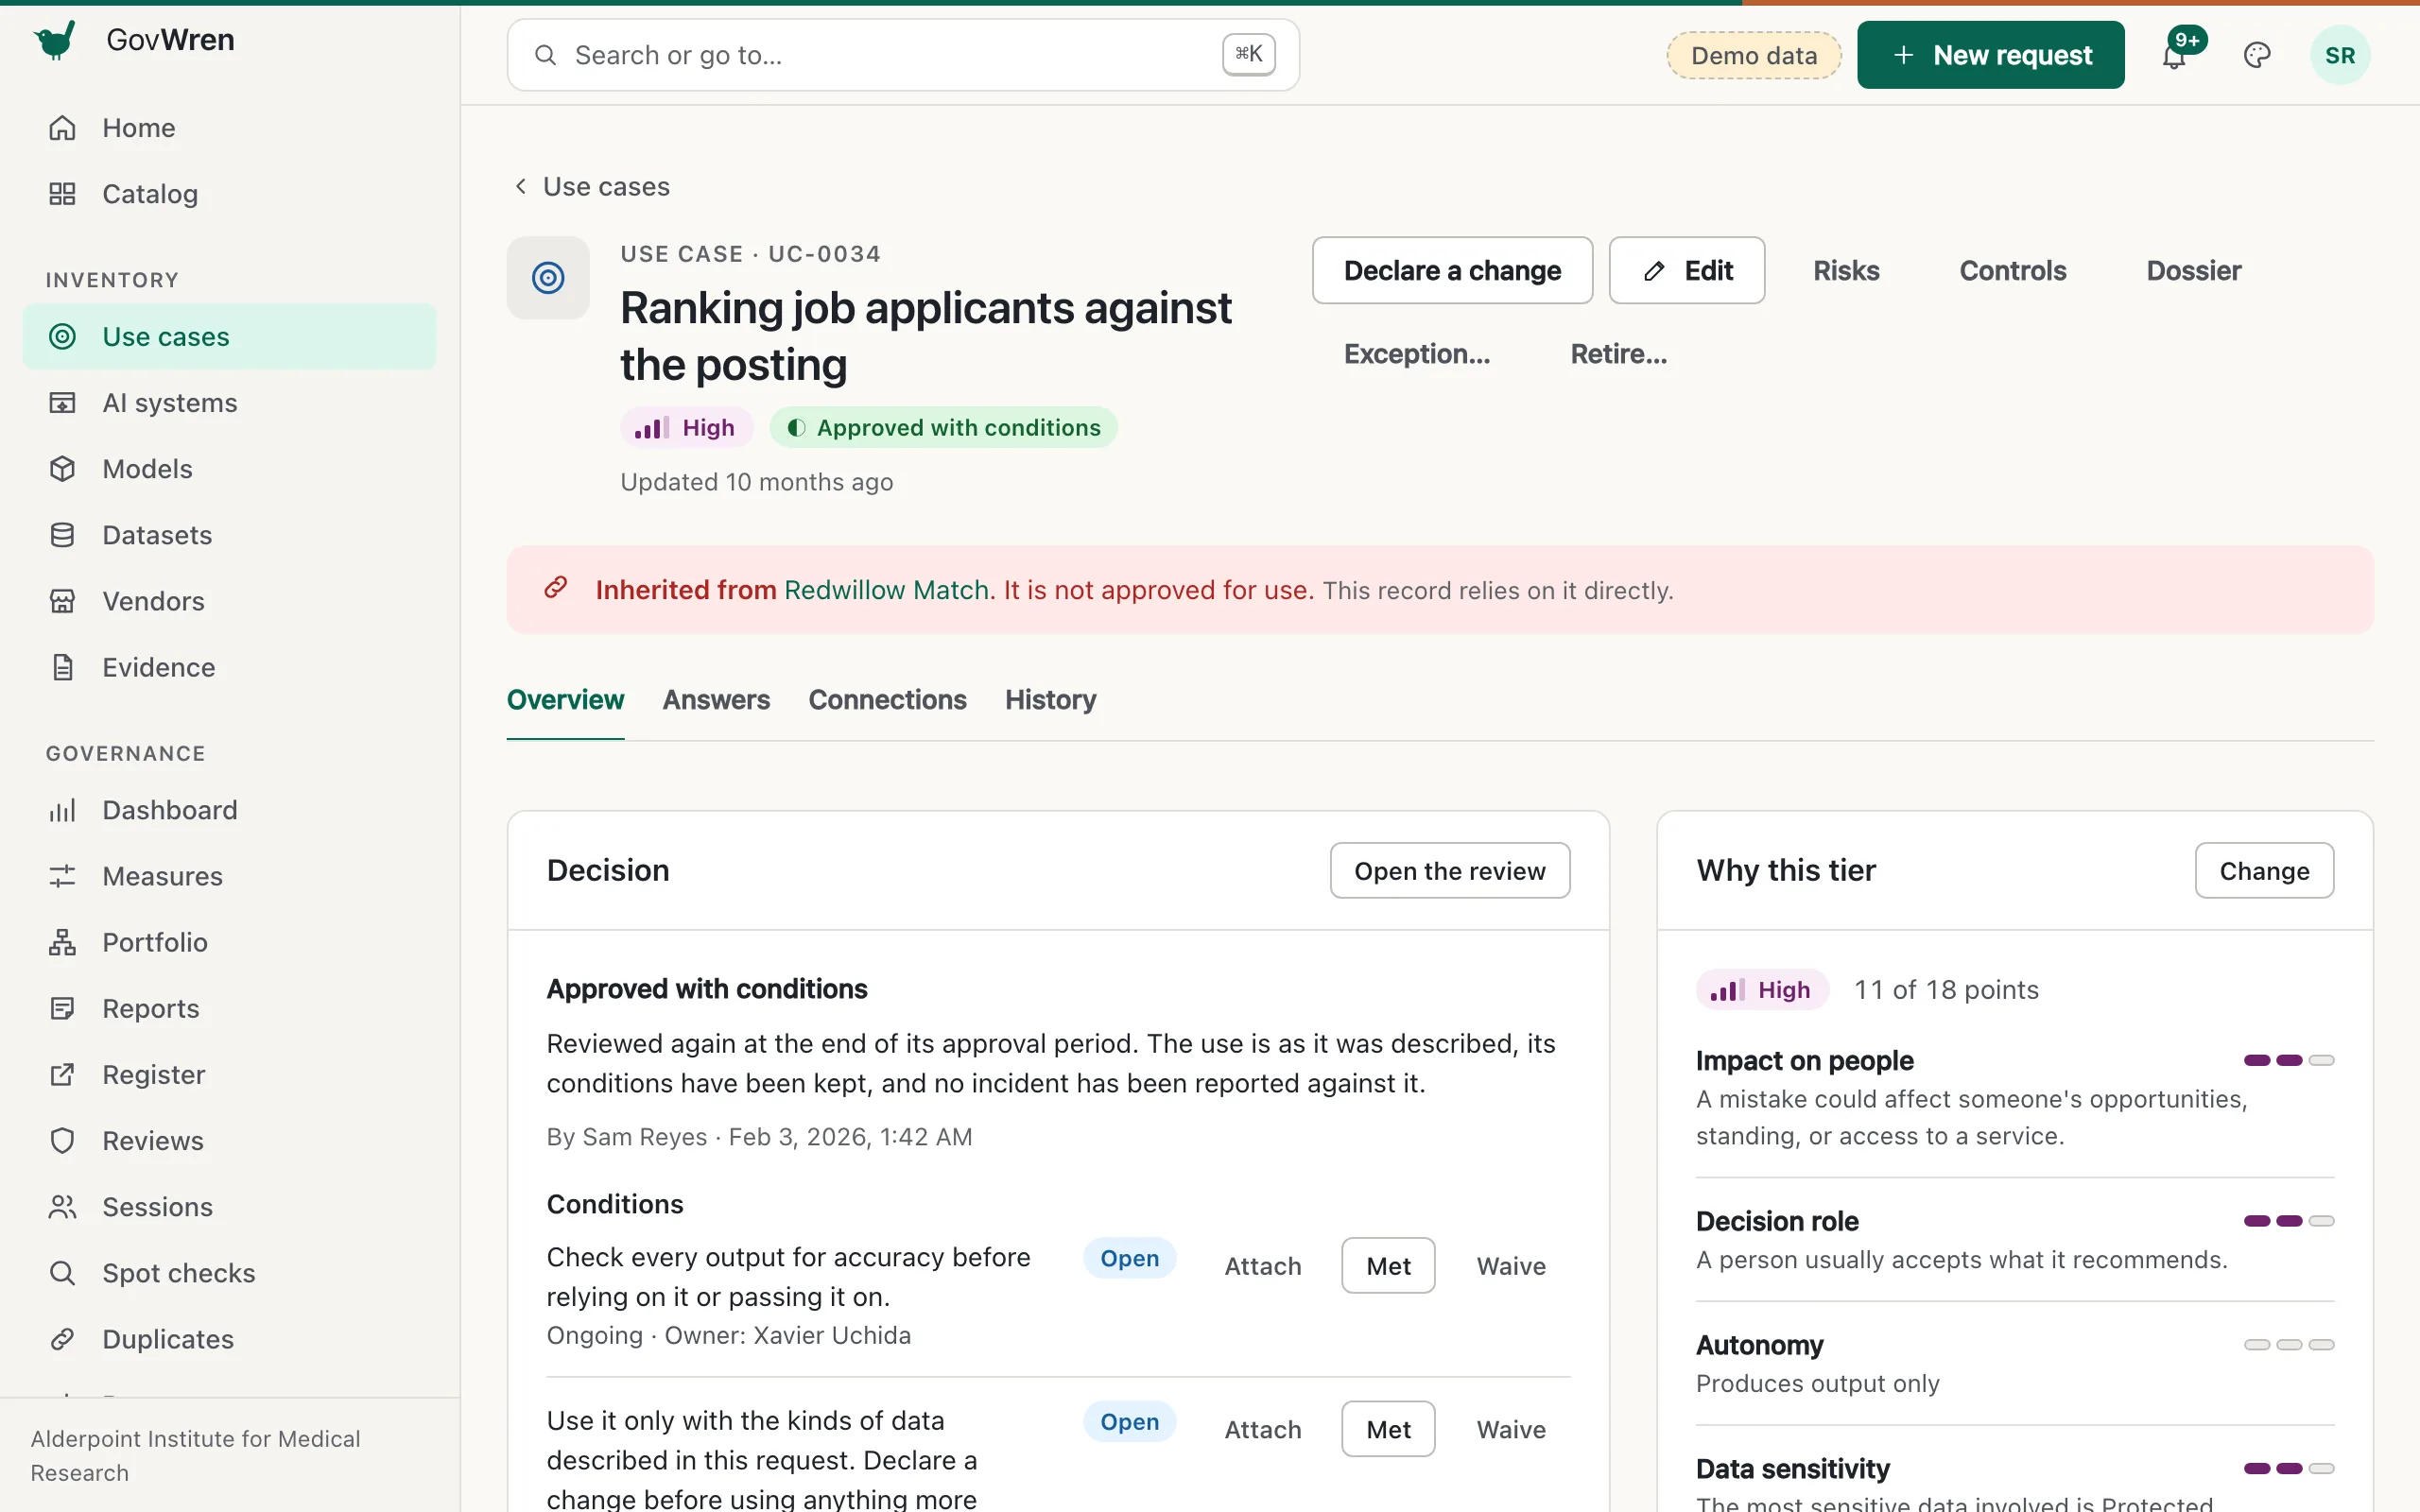 GovWren
Search or go to...
⌘K
Demo data
+ New request
9+
SR
Home
Catalog
INVENTORY
Use cases
AI systems
Models
Datasets
Vendors
Evidence
GOVERNANCE
Dashboard
Measures
Portfolio
Reports
Register
Reviews
Sessions
Spot checks
Duplicates
Alderpoint Institute for Medical
Research
Use cases
USE CASE · UC-0034
Ranking job applicants against
the posting
High
Approved with conditions
Updated 10 months ago
Declare a change
Edit
Risks
Controls
Dossier
Exception...
Retire...
Inherited from Redwillow Match. It is not approved for use. This record relies on it directly.
Overview
Answers
Connections
History
Decision
Open the review
Approved with conditions
Reviewed again at the end of its approval period. The use is as it was described, its
conditions have been kept, and no incident has been reported against it.
By Sam Reyes · Feb 3, 2026, 1:42 AM
Conditions
Check every output for accuracy before
relying on it or passing it on.
Ongoing · Owner: Xavier Uchida
Open
Attach
Met
Waive
Use it only with the kinds of data
described in this request. Declare a
change before using anything more
Open
Attach
Met
Waive
Why this tier
Change
High
11 of 18 points
Impact on people
A mistake could affect someone's opportunities,
standing, or access to a service.
Decision role
A person usually accepts what it recommends.
Autonomy
Produces output only
Data sensitivity
The most sensitive data involved is Protected